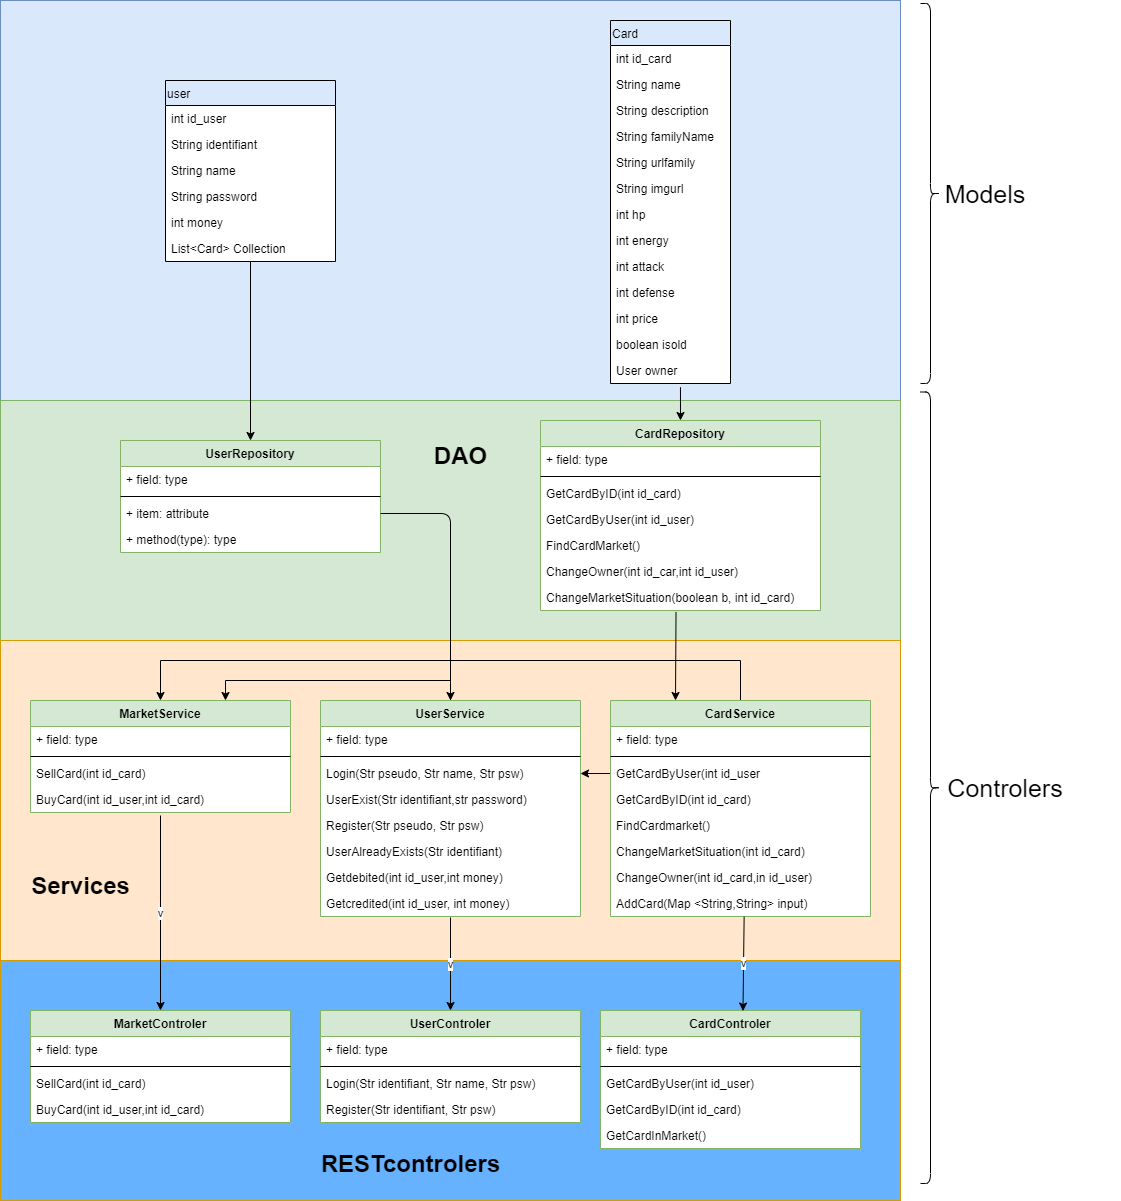 Card
int id_card
String name
String description
String familyName
String urlfamily
String imgurl
int hp
int energy
int attack
int defense
int price
boolean isold
User owner
user
int id_user
String identifiant
String name
String password
int money
List<Card> Collection
Models
DAO
UserRepository
+ field: type
+ item: attribute
+ method(type): type
CardRepository
+ field: type
GetCardByID(int id_card)
GetCardByUser(int id_user)
FindCardMarket()
ChangeOwner(int id_car,int id_user)
ChangeMarketSituation(boolean b, int id_card)
MarketService
+ field: type
SellCard(int id_card)
BuyCard(int id_user,int id_card)
UserService
+ field: type
Login(Str pseudo, Str name, Str psw)
UserExist(Str identifiant,str password)
Register(Str pseudo, Str psw)
UserAlreadyExists(Str identifiant)
Getdebited(int id_user,int money)
Getcredited(int id_user, int money)
CardService
+ field: type
GetCardByUser(int id_user
GetCardByID(int id_card)
FindCardmarket()
ChangeMarketSituation(int id_card)
ChangeOwner(int id_card,in id_user)
AddCard(Map <String,String> input)
Controlers
Services
v
v
v
MarketControler
+ field: type
SellCard(int id_card)
BuyCard(int id_user,int id_card)
UserControler
+ field: type
Login(Str identifiant, Str name, Str psw)
Register(Str identifiant, Str psw)
CardControler
+ field: type
GetCardByUser(int id_user)
GetCardByID(int id_card)
GetCardInMarket()
RESTcontrolers